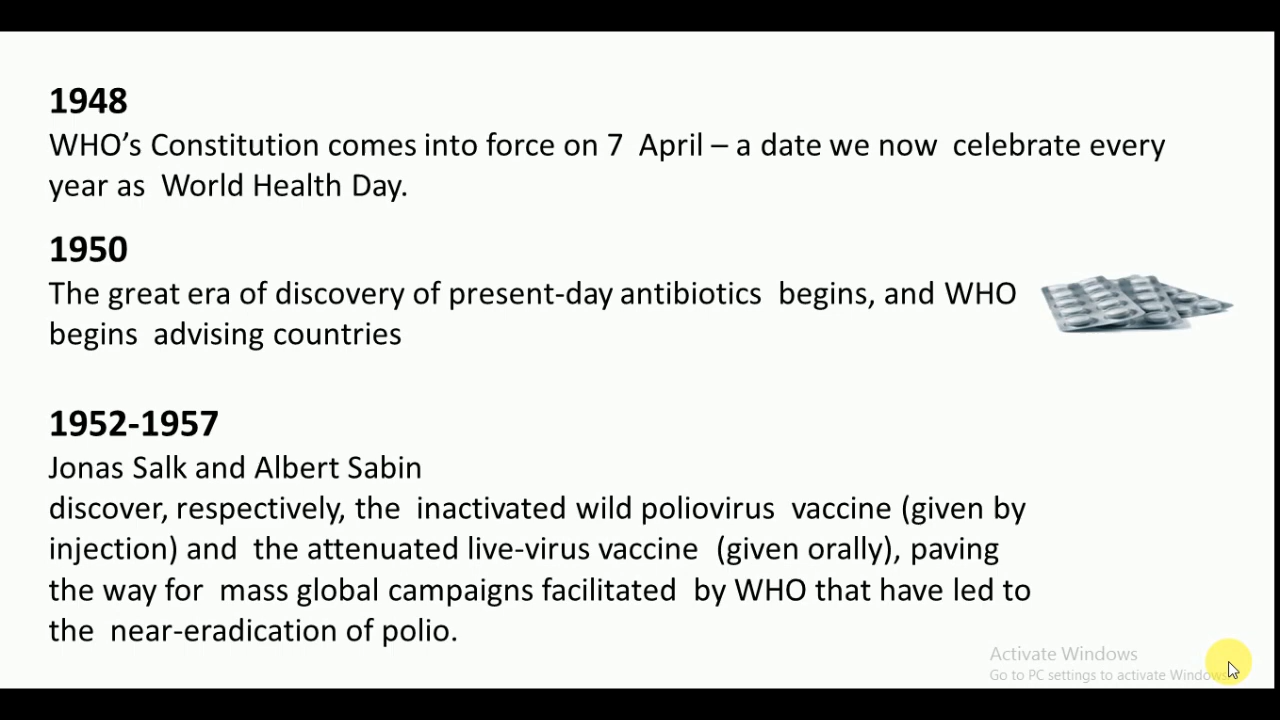 1948
WHO’s Constitution comes into force on 7 April – a date we now celebrate every
year as World Health Day.
1950
The great era of discovery of present-day antibiotics begins, and WHO
begins advising countries
1952-1957
Jonas Salk and Albert Sabin
discover, respectively, the inactivated wild poliovirus vaccine (given by
injection) and the attenuated live-virus vaccine (given orally), paving
the way for mass global campaigns facilitated by WHO that have led to
the near-eradication of polio.
Activate Windows
Go to PC settings to activate Windows.